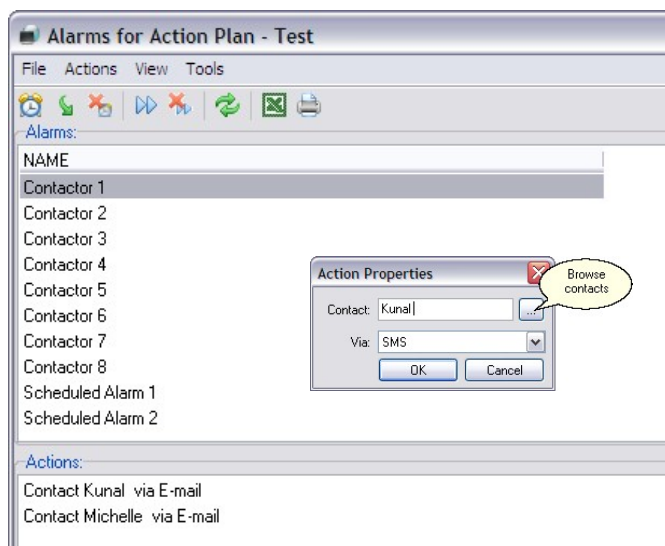 Alarms for Action Plan - Test
File Actions View Tools
Alarms:
NAME
Contactor 1
Contactor 2
Contactor 3
Contactor 4
Contactor 5
Contactor 6
Contactor 7
Contactor 8
Scheduled Alarm 1
Scheduled Alarm 2
Action Properties
Browse
contacts
Contact: Kunal ...
Via: SMS
OK Cancel
Actions:
Contact Kunal via E-mail
Contact Michelle via E-mail